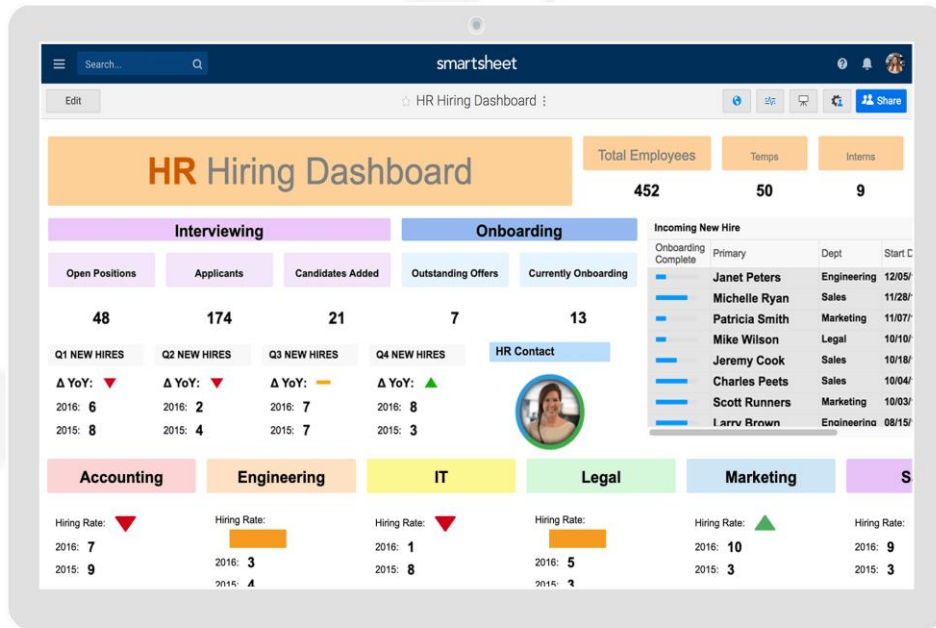 Search...
smartsheet
Edit
HR Hiring Dashboard
Share
HR Hiring Dashboard
Total Employees
Temps
Interns
452
50
9
Interviewing
Onboarding
Open Positions
Applicants
Candidates Added
Outstanding Offers
Currently Onboarding
48
174
21
7
13
Q1 NEW HIRES
Q2 NEW HIRES
Q3 NEW HIRES
Q4 NEW HIRES
HR Contact
Δ YoY:
Δ YoY:
Δ YoY:
Δ YoY:
2016: 6
2016: 2
2016: 7
2016: 8
2015: 8
2015: 4
2015: 7
2015: 3
Incoming New Hire
Onboarding Complete
Primary
Dept
Start D
Janet Peters Engineering 12/05/
Michelle Ryan Sales 11/28/
Patricia Smith Marketing 11/07/
Mike Wilson Legal 10/10/
Jeremy Cook Sales 10/18/
Charles Peets Sales 10/04/
Scott Runners Marketing 10/03/
Larry Brown Engineering 08/15/
Accounting
Engineering
IT
Legal
Marketing
S
Hiring Rate:
Hiring Rate:
Hiring Rate:
Hiring Rate:
Hiring Rate:
Hiring Rate:
2016: 7
2016: 3
2016: 1
2016: 5
2016: 10
2016: 9
2015: 9
2015: 4
2015: 8
2015: 3
2015: 3
2015: 3